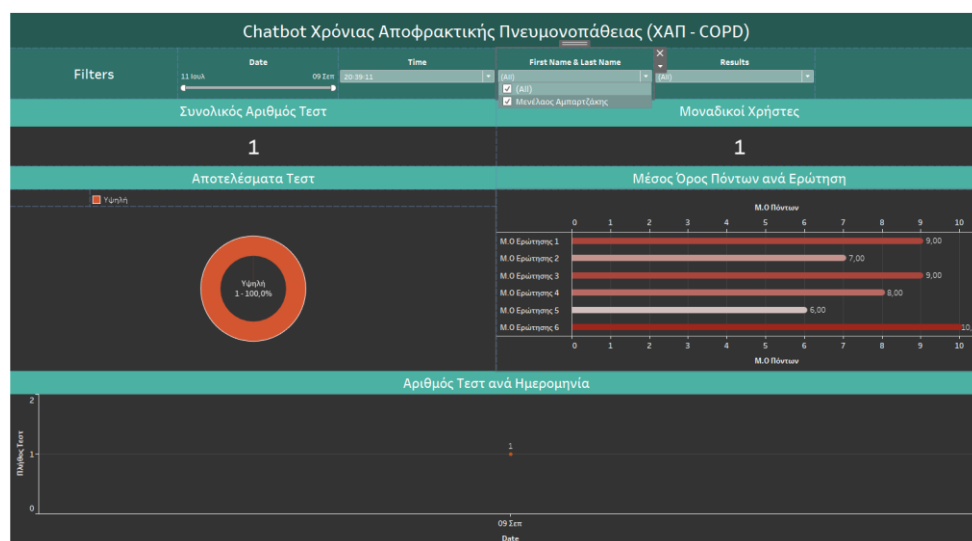 Chatbot Χρόνιας Αποφρακτικής Πνευμονοπάθειας (ΧΑΠ - COPD)
Filters
Date
11 Ιουλ 09 Σεπ
Time
20:39:11
First Name & Last Name
(All)
(All)
Μενέλαος Αμπαρτζάκης
Results
(All)
Συνολικός Αριθμός Τεστ
1
Μοναδικοί Χρήστες
1
Αποτελέσματα Τεστ
Υψηλή
Υψηλή
1 - 100,0%
Μέσος Όρος Πόντων ανά Ερώτηση
Μ.Ο Πόντων
0 1 2 3 4 5 6 7 8 9 10
Μ.Ο Ερώτησης 1 9,00
Μ.Ο Ερώτησης 2 7,00
Μ.Ο Ερώτησης 3 9,00
Μ.Ο Ερώτησης 4 8,00
Μ.Ο Ερώτησης 5 6,00
Μ.Ο Ερώτησης 6 10,
0 1 2 3 4 5 6 7 8 9 10
Μ.Ο Πόντων
Αριθμός Τεστ ανά Ημερομηνία
Πλήθος Τεστ
2
1
0
1
09 Σεπ
Date